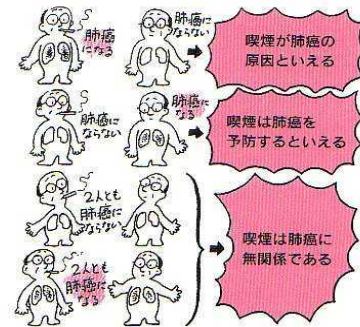 肺癌に
なる
肺癌に
ならない
喫煙が肺癌の
原因といえる
肺癌に
ならない
肺癌に
なる
喫煙は肺癌を
予防するといえる
2人とも
肺癌に
ならない
2人とも
肺癌に
なる
喫煙は肺癌に
無関係である